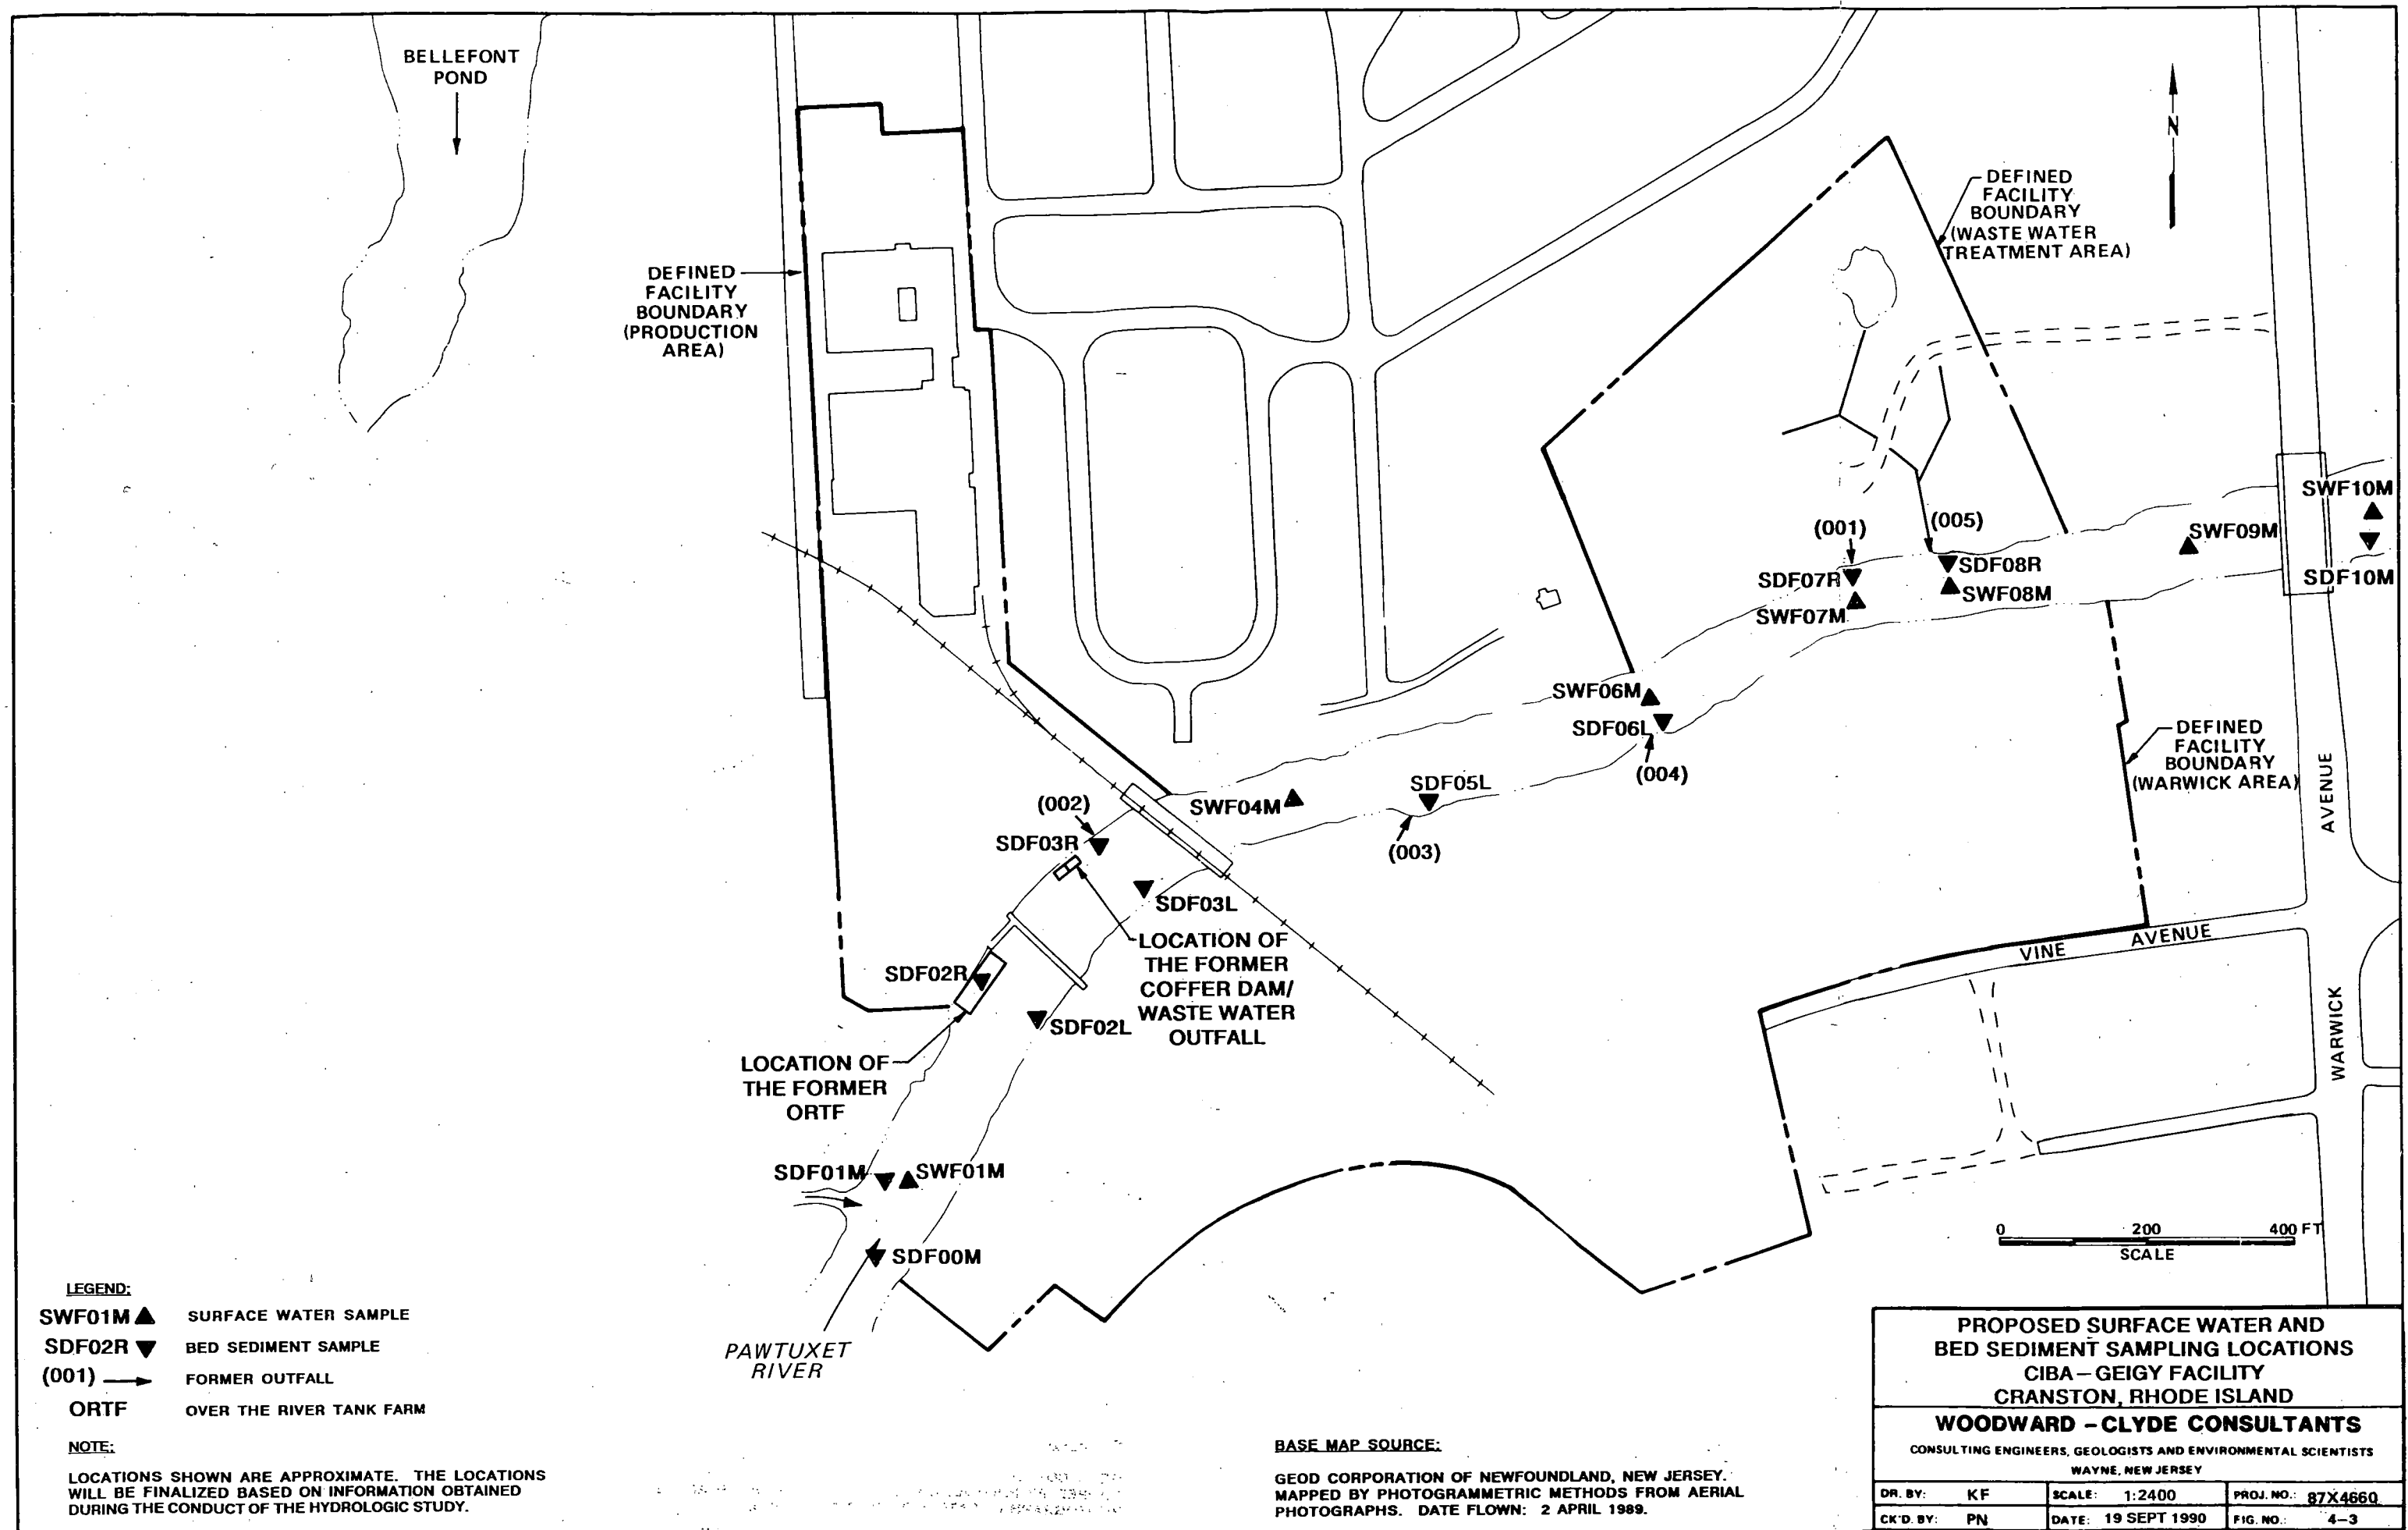 BELLEFONT
POND
N
DEFINED
FACILITY
BOUNDARY
(WASTE WATER
TREATMENT AREA)
DEFINED
FACILITY
BOUNDARY
(PRODUCTION
AREA)
SWF10M
SWF09M
SDF10M
(001)
(005)
SDF08R
SWF08M
SDF07R
SWF07M
SWF06M
SDF06L
(004)
DEFINED
FACILITY
BOUNDARY
(WARWICK AREA)
AVENUE
WARWICK
SWF04M
SDF05L
(003)
(002)
SDF03R
SDF03L
LOCATION OF
THE FORMER
COFFER DAM/
WASTE WATER
OUTFALL
SDF02R
SDF02L
VINE AVENUE
LOCATION OF
THE FORMER
ORTF
SDF01M
SWF01M
SDF00M
PAWTUXET
RIVER
0 200 400 FT
SCALE
LEGEND:
SWF01M SURFACE WATER SAMPLE
SDF02R BED SEDIMENT SAMPLE
(001) FORMER OUTFALL
ORTF OVER THE RIVER TANK FARM
NOTE:
LOCATIONS SHOWN ARE APPROXIMATE. THE LOCATIONS
WILL BE FINALIZED BASED ON INFORMATION OBTAINED
DURING THE CONDUCT OF THE HYDROLOGIC STUDY.
BASE MAP SOURCE:
GEOD CORPORATION OF NEWFOUNDLAND, NEW JERSEY.
MAPPED BY PHOTOGRAMMETRIC METHODS FROM AERIAL
PHOTOGRAPHS. DATE FLOWN: 2 APRIL 1989.
PROPOSED SURFACE WATER AND
BED SEDIMENT SAMPLING LOCATIONS
CIBA-GEIGY FACILITY
CRANSTON, RHODE ISLAND
WOODWARD-CLYDE CONSULTANTS
CONSULTING ENGINEERS, GEOLOGISTS AND ENVIRONMENTAL SCIENTISTS
WAYNE, NEW JERSEY
DR. BY: KF SCALE: 1:2400 PROJ. NO.: 87X4660
CK'D. BY: PN DATE: 19 SEPT 1990 FIG. NO.: 4-3